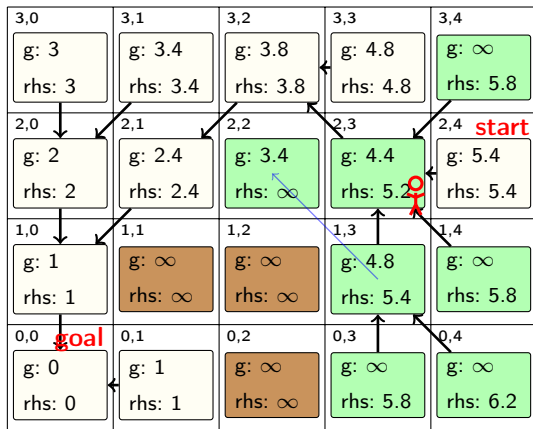 3,0 3,1 3,2 3,3 3,4
g: 3 g: 3.4 g: 3.8 g: 4.8 g: ∞
rhs: 3 rhs: 3.4 rhs: 3.8 rhs: 4.8 rhs: 5.8
2,0 2,1 2,2 2,3 2,4 start
g: 2 g: 2.4 g: 3.4 g: 4.4 g: 5.4
rhs: 2 rhs: 2.4 rhs: ∞ rhs: 5.2 rhs: 5.4
1,0 1,1 1,2 1,3 1,4
g: 1 g: ∞ g: ∞ g: 4.8 g: ∞
rhs: 1 rhs: ∞ rhs: ∞ rhs: 5.4 rhs: 5.8
0,0 goal 0,1 0,2 0,3 0,4
g: 0 g: 1 g: ∞ g: ∞ g: ∞
rhs: 0 rhs: 1 rhs: ∞ rhs: 5.8 rhs: 6.2